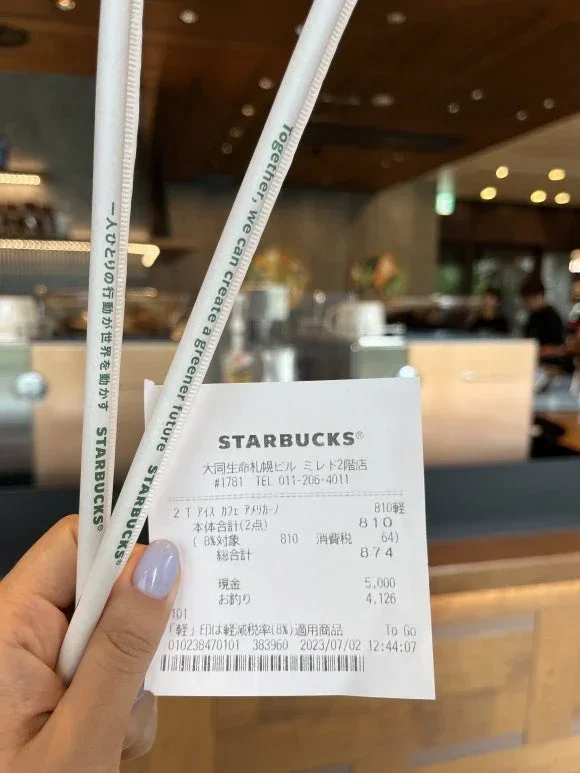 一人ひとりの行動が世界を動かす STARBUCKS®
Together, we can create a greener future STARBUCKS®
STARBUCKS®
大同生命札幌ビル ミレド2階店
#1781 TEL 011-206-4011
2 T アイス カフェ アメリカーノ 810軽
本体合計(2点) 810
( 8%対象 810 消費税 64)
総合計 874
現金 5,000
お釣り 4,126
101
「軽」印は軽減税率(8%)適用商品 To Go
010238470101 383960 2023/07/02 12:44:07